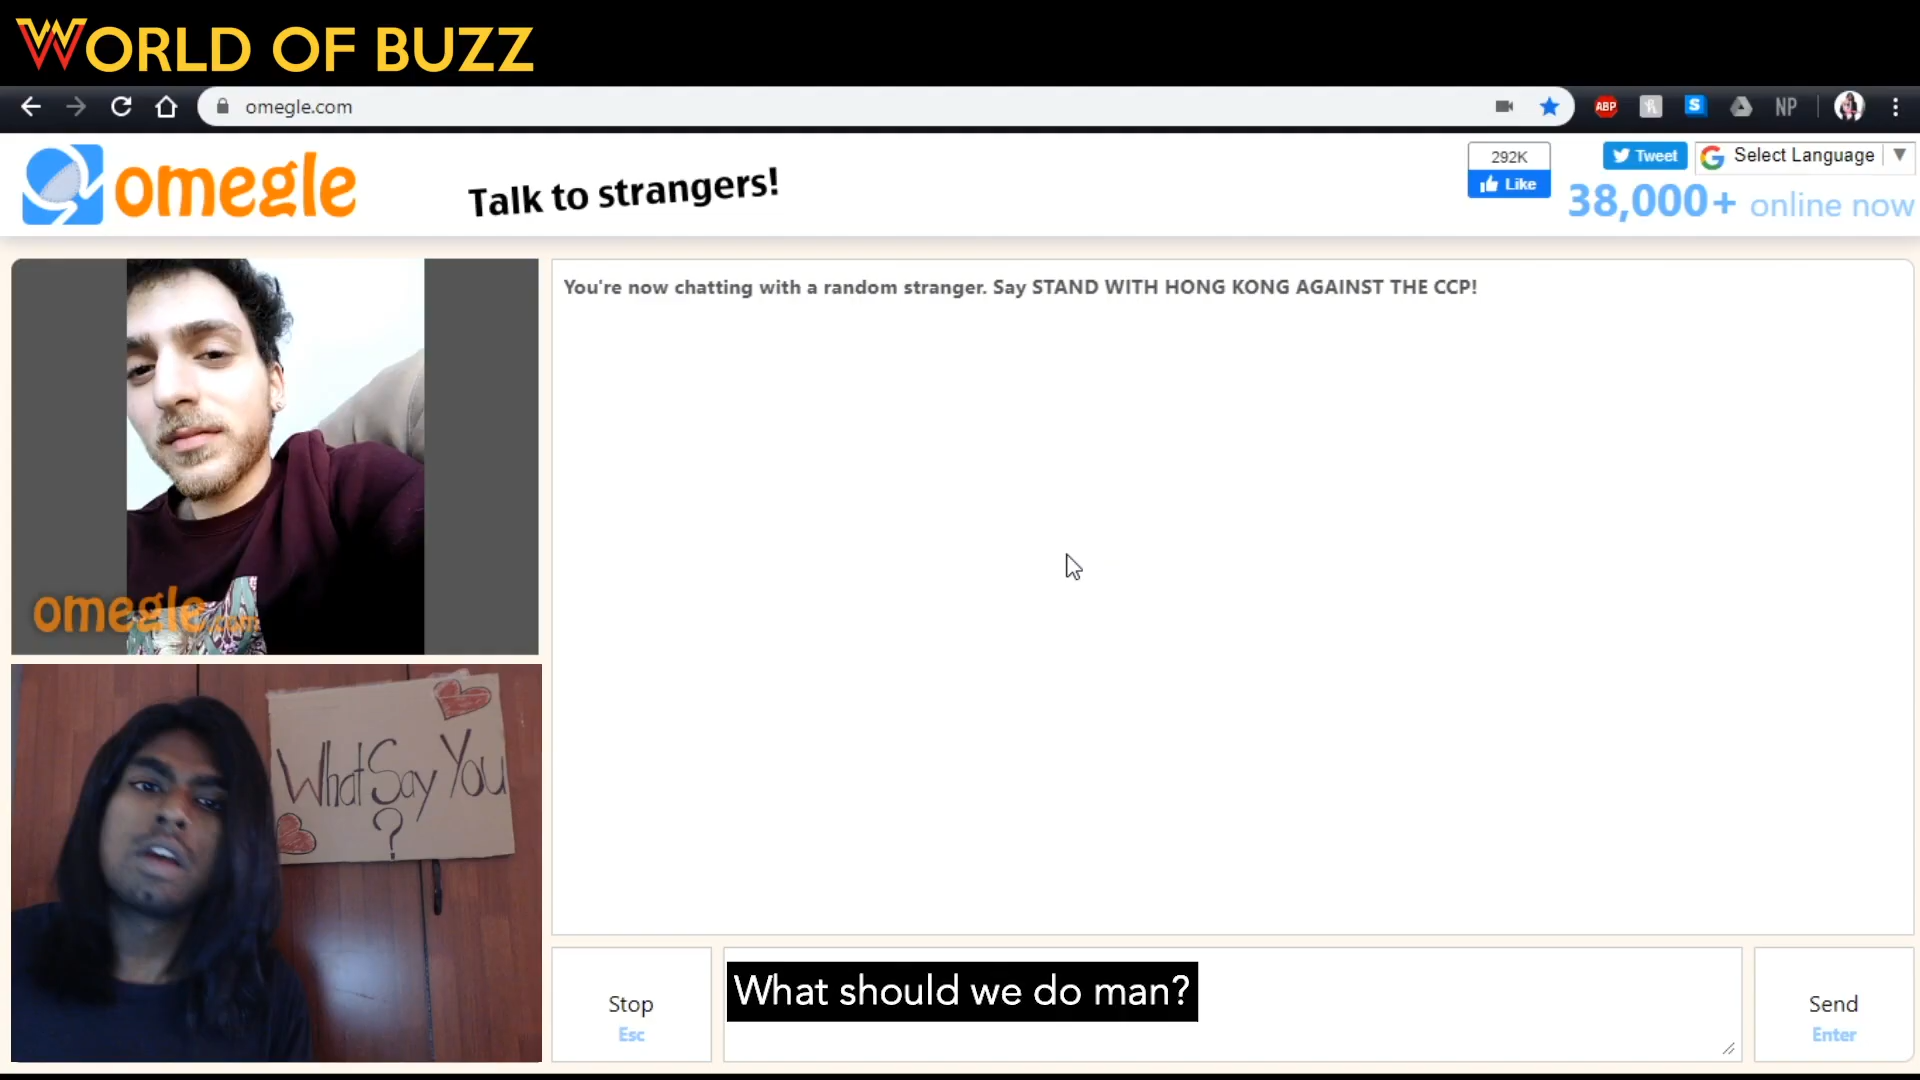 WORLD OF BUZZ
omegle.com
ABP
S
NP
omegle
Talk to strangers!
292K
Like
Tweet
Select Language
38,000+ online now
You're now chatting with a random stranger. Say STAND WITH HONG KONG AGAINST THE CCP!
omegle.com
What Say You
?
Stop
Esc
What should we do man?
Send
Enter